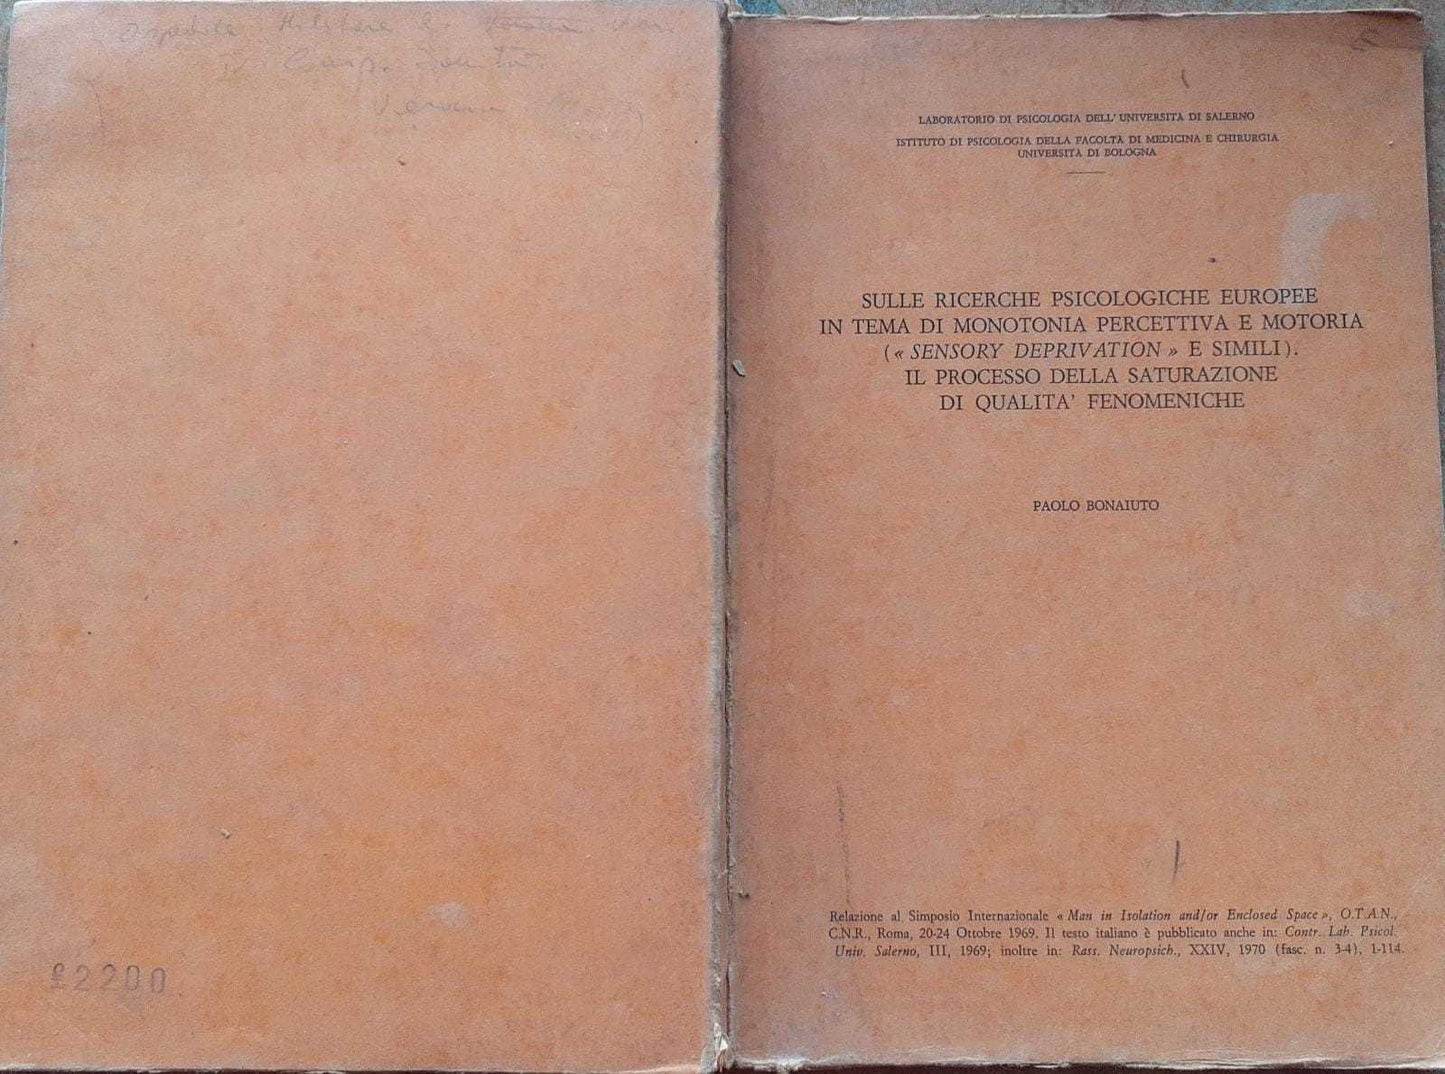 Ospedale Militare
£2200
LABORATORIO DI PSICOLOGIA DELL'UNIVERSITÀ DI SALERNO
ISTITUTO DI PSICOLOGIA DELLA FACOLTÀ DI MEDICINA E CHIRURGIA
UNIVERSITÀ DI BOLOGNA
SULLE RICERCHE PSICOLOGICHE EUROPEE
IN TEMA DI MONOTONIA PERCETTIVA E MOTORIA
(« SENSORY DEPRIVATION » E SIMILI).
IL PROCESSO DELLA SATURAZIONE
DI QUALITA' FENOMENICHE
PAOLO BONAIUTO
Relazione al Simposio Internazionale « Man in Isolation and/or Enclosed Space », O.T.A.N.,
C.N.R., Roma, 20-24 Ottobre 1969. Il testo italiano è pubblicato anche in: Contr. Lab. Psicol.
Univ. Salerno, III, 1969; inoltre in: Rass. Neuropsich., XXIV, 1970 (fasc. n. 3-4), 1-114.